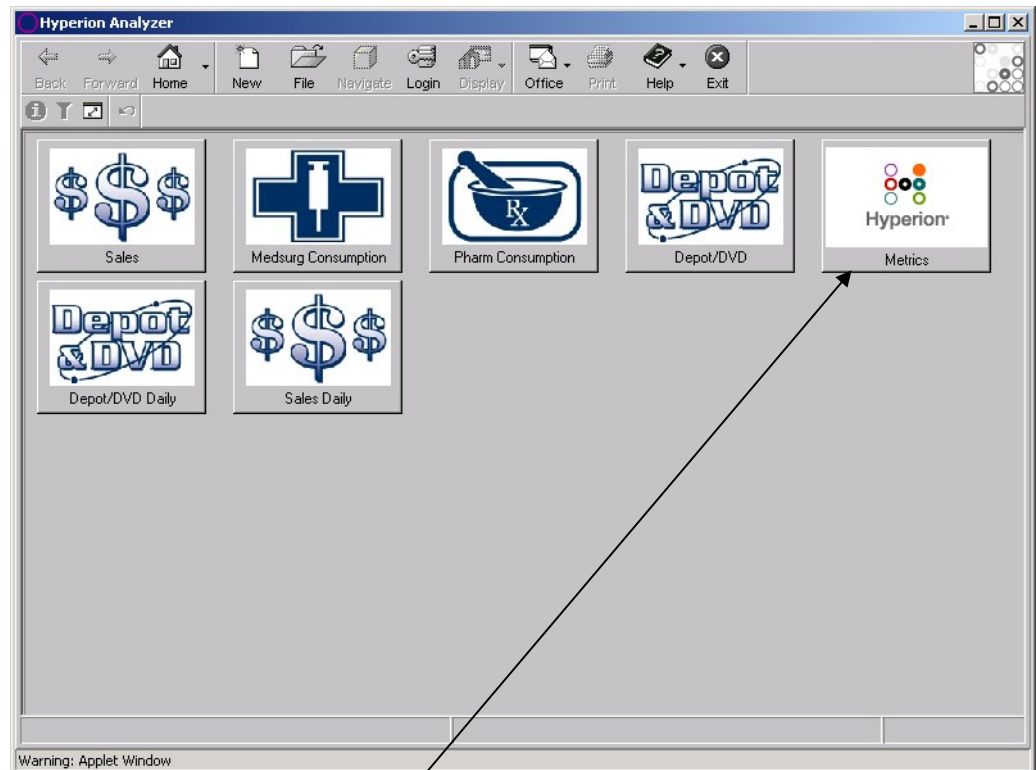 Hyperion Analyzer
Back Forward Home New File Navigate Login Display Office Print Help Exit
$$$ Rx Depot & DVD Hyperion
Sales Medsurg Consumption Pharm Consumption Depot/DVD Metrics
Depot & DVD $$$
Depot/DVD Daily Sales Daily
Warning: Applet Window